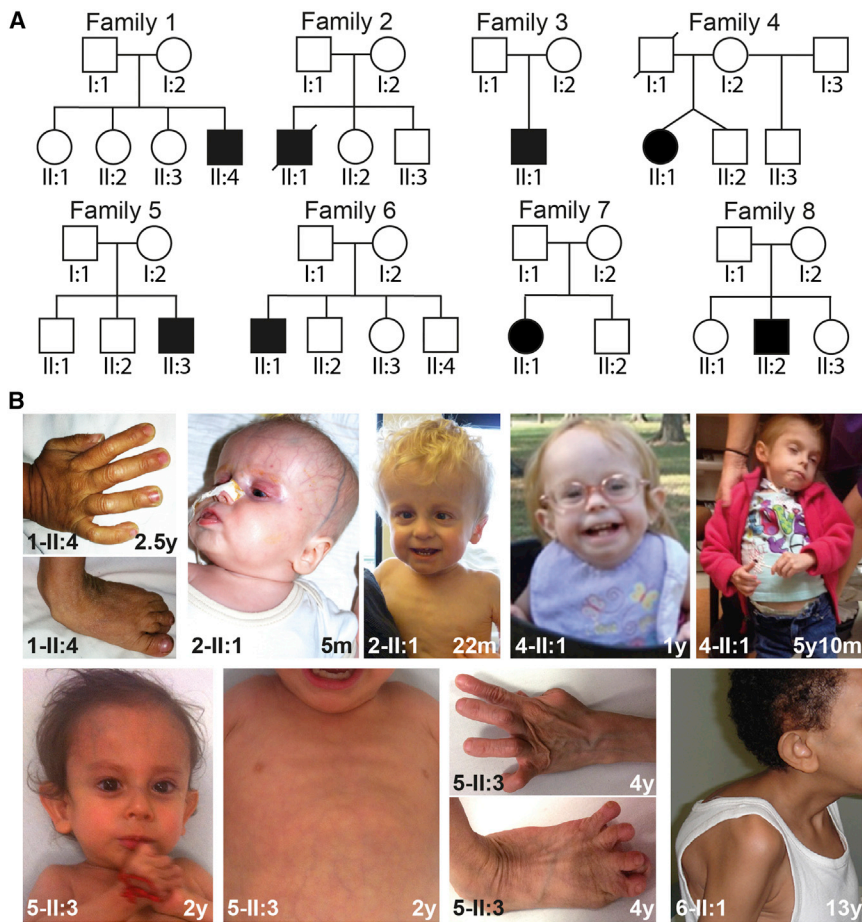 A
Family 1
Family 2
Family 3
Family 4
I:1
I:2
I:1
I:2
I:1
I:2
I:1
I:2
I:3
II:1
II:2
II:3
II:4
II:1
II:2
II:3
II:1
II:1
II:2
II:3
Family 5
Family 6
Family 7
Family 8
I:1
I:2
I:1
I:2
I:1
I:2
I:1
I:2
II:1
II:2
II:3
II:1
II:2
II:3
II:4
II:1
II:2
II:1
II:2
II:3
B
1-II:4 2.5y
1-II:4
2-II:1 5m
2-II:1 22m
4-II:1 1y
4-II:1 5y10m
5-II:3 2y
5-II:3 2y
5-II:3 4y
5-II:3 4y
6-II:1 13y